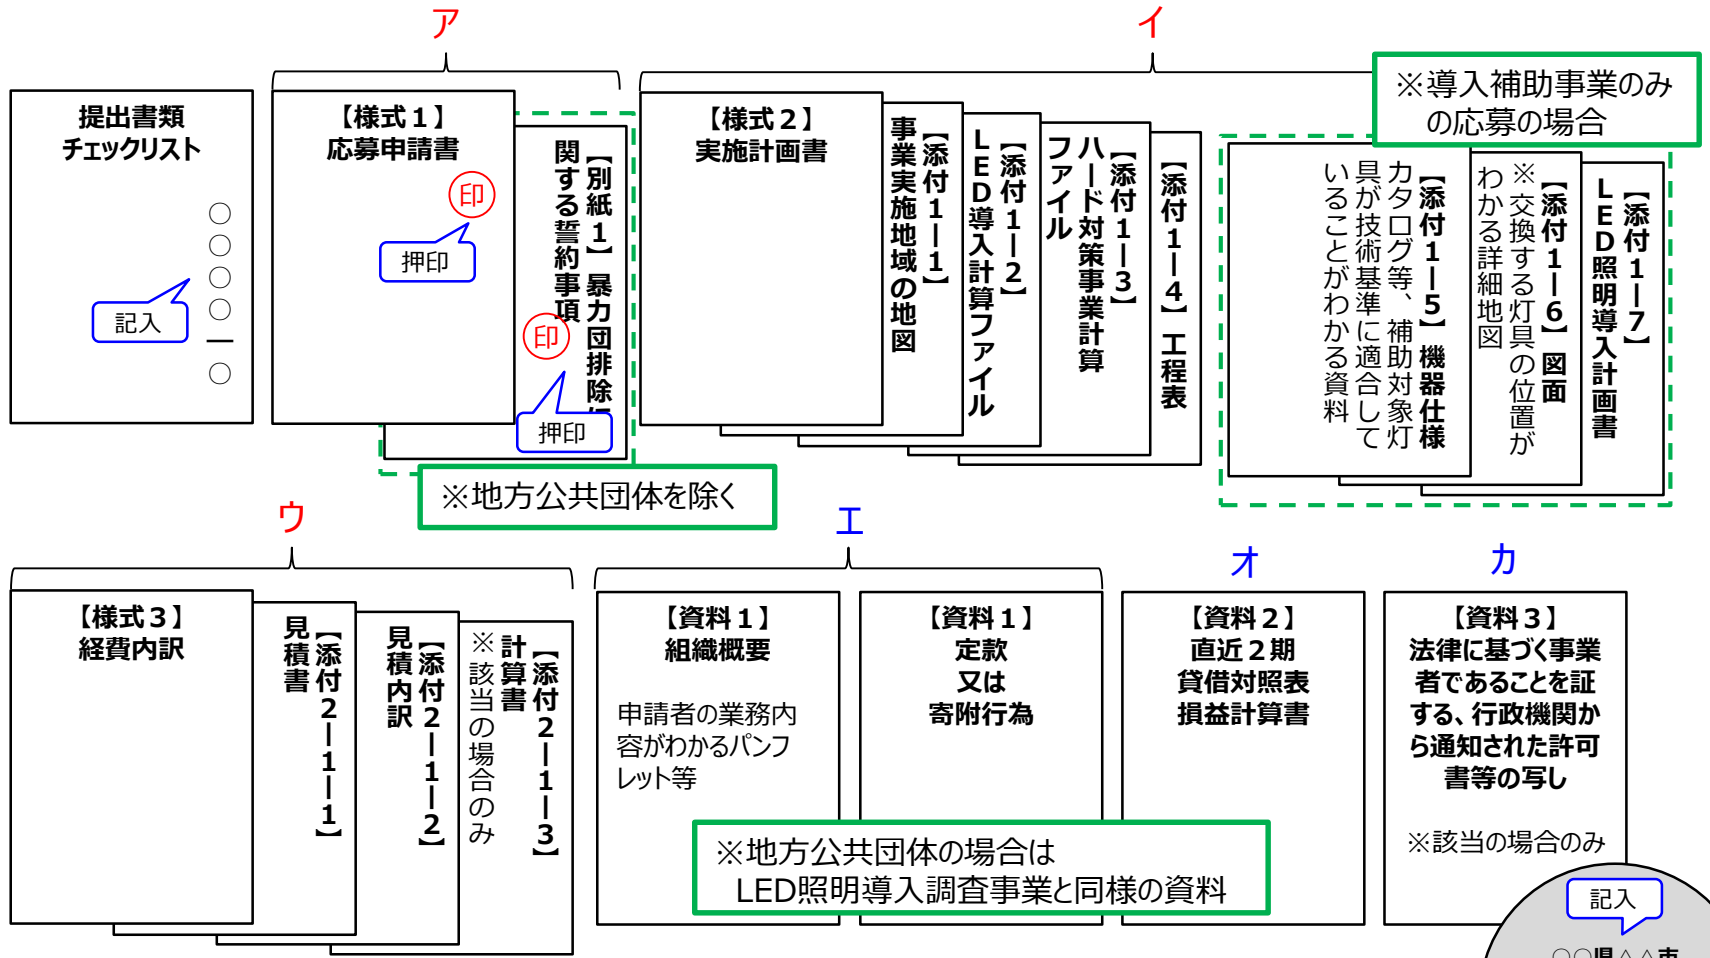 ア
イ
提出書類
チェックリスト
○
○
○
○
―
○
記入
【様式1】
応募申請書
印
押印
【別紙1】暴力団排除に
関する誓約事項
印
押印
※地方公共団体を除く
【様式2】
実施計画書
【添付1ー1】
事業実施地域の地図
【添付1ー2】
LED導入計算ファイル
【添付1ー3】
ハード対策事業計算
ファイル
【添付1ー4】工程表
※導入補助事業のみ
の応募の場合
【添付1ー5】機器仕様
カタログ等、補助対象灯
具が技術基準に適合して
いることがわかる資料
【添付1ー6】図面
※交換する灯具の位置が
わかる詳細地図
【添付1ー7】
LED照明導入計画書
ウ
エ
オ
カ
【様式3】
経費内訳
【添付2ー1ー1】
見積書
【添付2ー1ー2】
見積内訳
【添付2ー1ー3】
計算書
※該当の場合のみ
【資料1】
組織概要
申請者の業務内
容がわかるパンフ
レット等
【資料1】
定款
又は
寄附行為
【資料2】
直近2期
貸借対照表
損益計算書
※地方公共団体の場合は
LED照明導入調査事業と同様の資料
【資料3】
法律に基づく事業
者であることを証
する、行政機関か
ら通知された許可
書等の写し
※該当の場合のみ
記入
○○県△△市